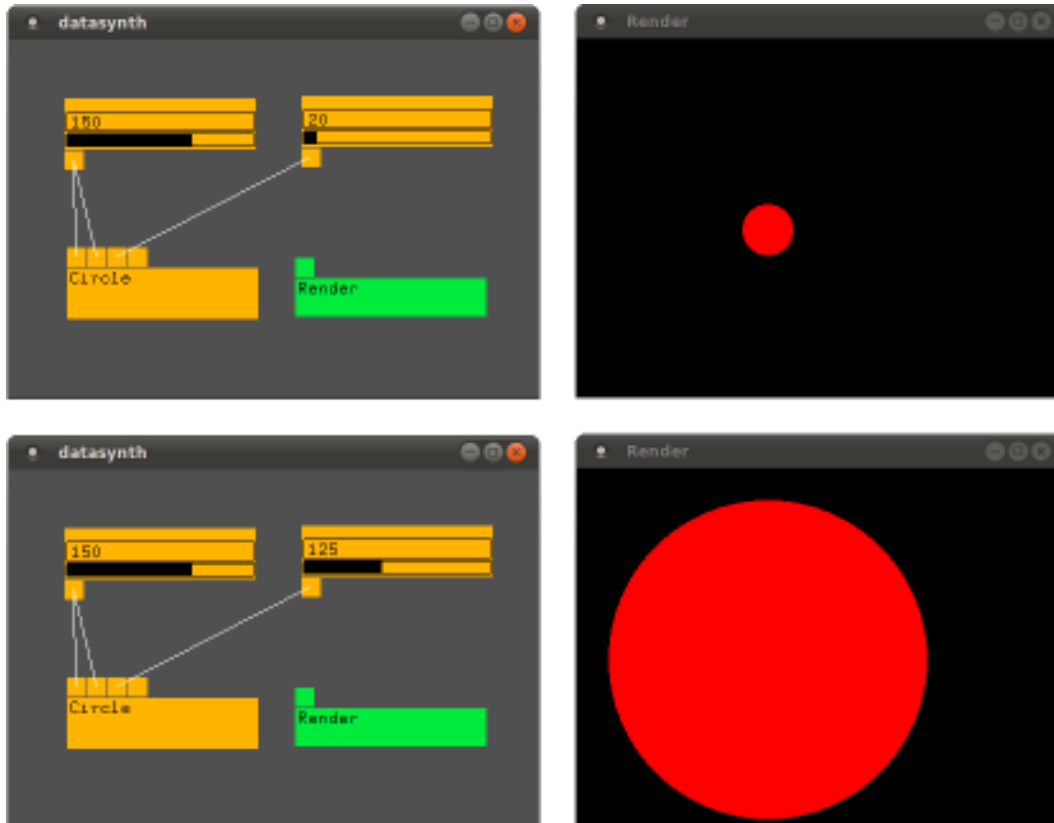 datasynth
Render
150
20
Circle
Render
datasynth
Render
150
125
Circle
Render